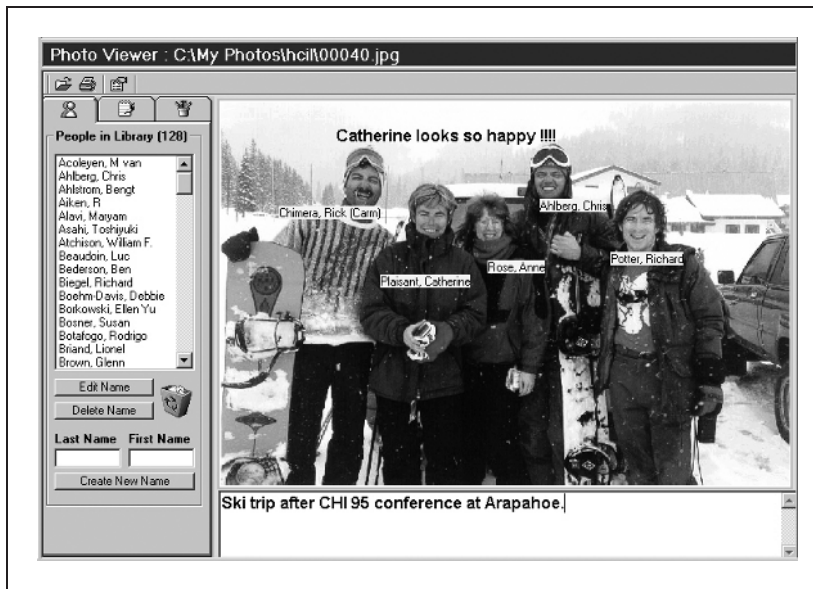 Photo Viewer : C:\My Photos\hcil\00040.jpg
People in Library (128)
Acoleyen, M van
Ahlberg, Chris
Ahlstrom, Bengt
Aiken, R
Alavi, Maryam
Asahi, Toshiyuki
Atchison, William F.
Beaudoin, Luc
Bederson, Ben
Biegel, Richard
Boehm-Davis, Debbie
Borkowski, Ellen Yu
Bosner, Susan
Botafogo, Rodrigo
Briand, Lionel
Brown, Glenn
Edit Name
Delete Name
Last Name First Name
Create New Name
Catherine looks so happy !!!!
Chimera, Rick (Carm)
Ahlberg, Chris
Plaisant, Catherine
Rose, Anne
Potter, Richard
Ski trip after CHI 95 conference at Arapahoe.